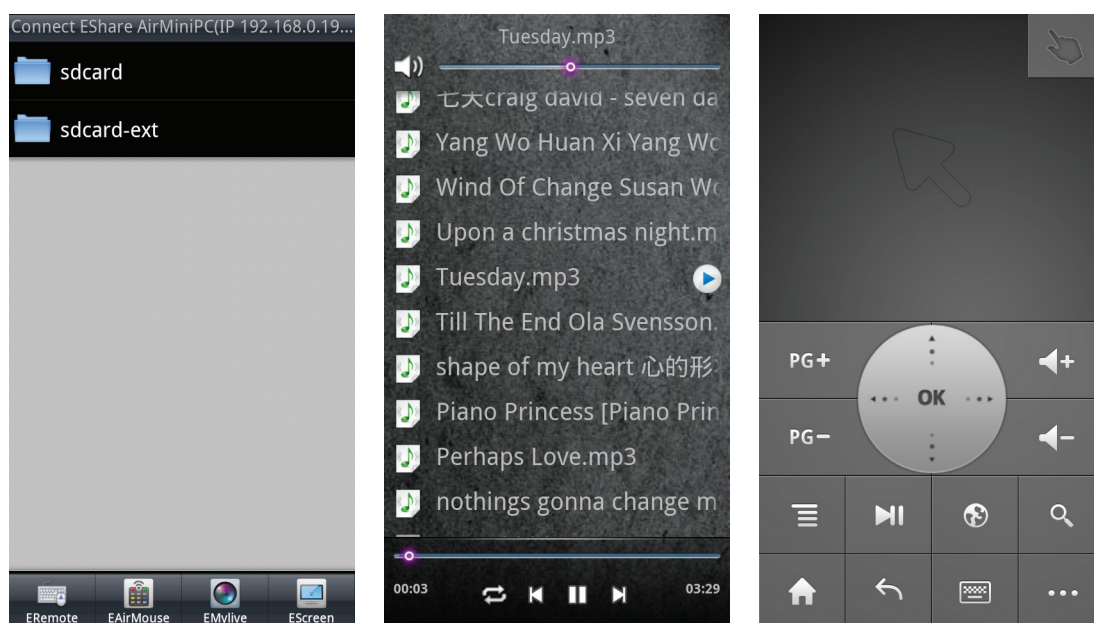 Connect EShare AirMiniPC(IP 192.168.0.19...
sdcard
sdcard-ext
ERemote
EAirMouse
EMylive
EScreen
Tuesday.mp3
七天craig david - seven da
Yang Wo Huan Xi Yang Wo
Wind Of Change Susan Wo
Upon a christmas night.m
Tuesday.mp3
Till The End Ola Svensson.
shape of my heart 心的形
Piano Princess [Piano Prin
Perhaps Love.mp3
nothings gonna change m
00:03
03:29
PG+
OK
PG-